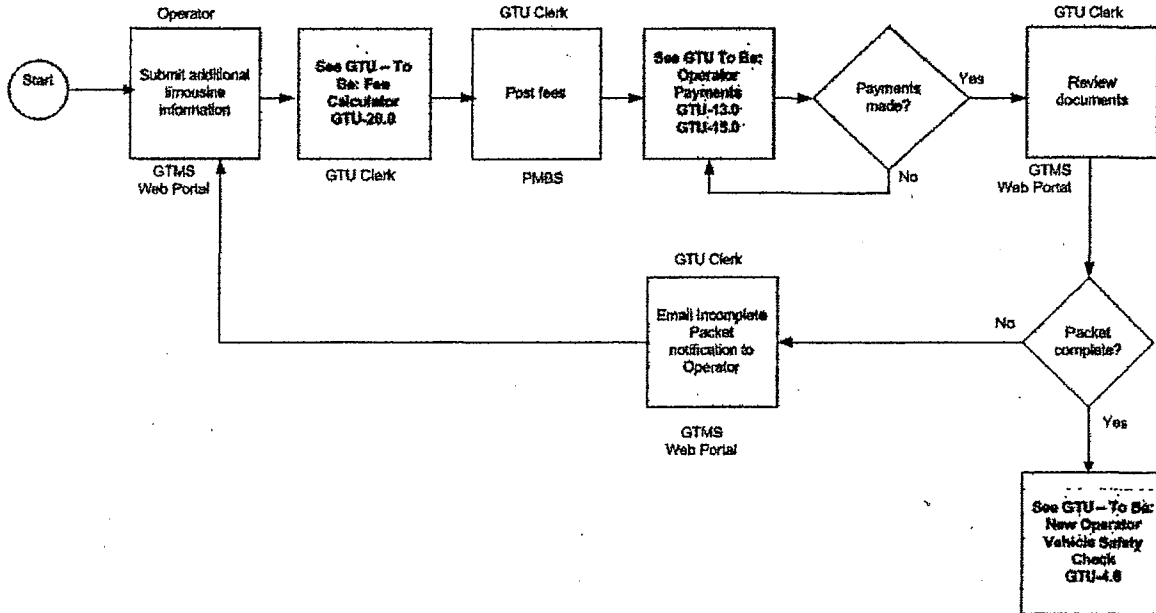 Operator
GTU Clerk
GTU Clerk
Start
Submit additional
limousine
information
See GTU – To
Be: Fee
Calculator
GTU-20.0
Post fees
See GTU To Be:
Operator
Payments
GTU-13.0
GTU-15.0
Payments
made?
Yes
Review
documents
GTMS
Web Portal
GTU Clerk
PMBS
No
GTMS
Web Portal
GTU Clerk
Email Incomplete
Packet
notification to
Operator
No
Packet
complete?
GTMS
Web Portal
Yes
See GTU – To Be:
New Operator
Vehicle Safety
Check